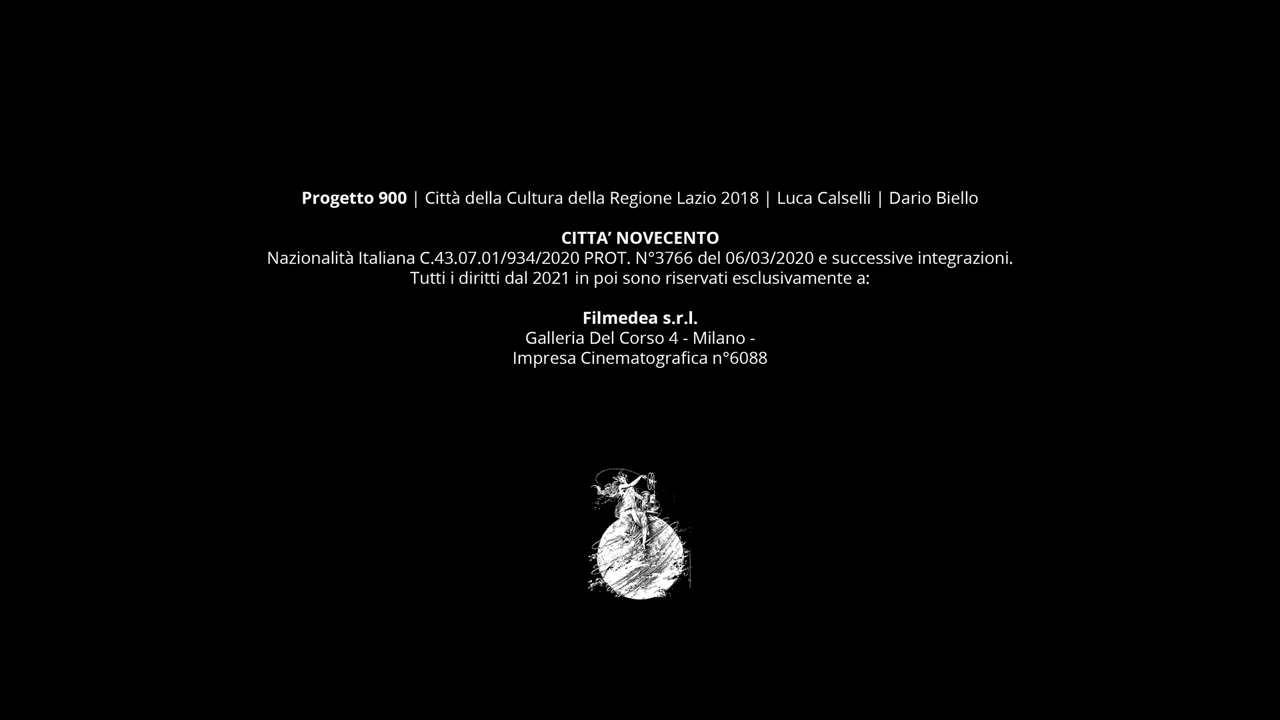 Progetto 900 | Città della Cultura della Regione Lazio 2018 | Luca Calselli | Dario Biello
CITTA’ NOVECENTO
Nazionalità Italiana C.43.07.01/934/2020 PROT. N°3766 del 06/03/2020 e successive integrazioni.
Tutti i diritti dal 2021 in poi sono riservati esclusivamente a:
Filmedea s.r.l.
Galleria Del Corso 4 - Milano -
Impresa Cinematografica n°6088